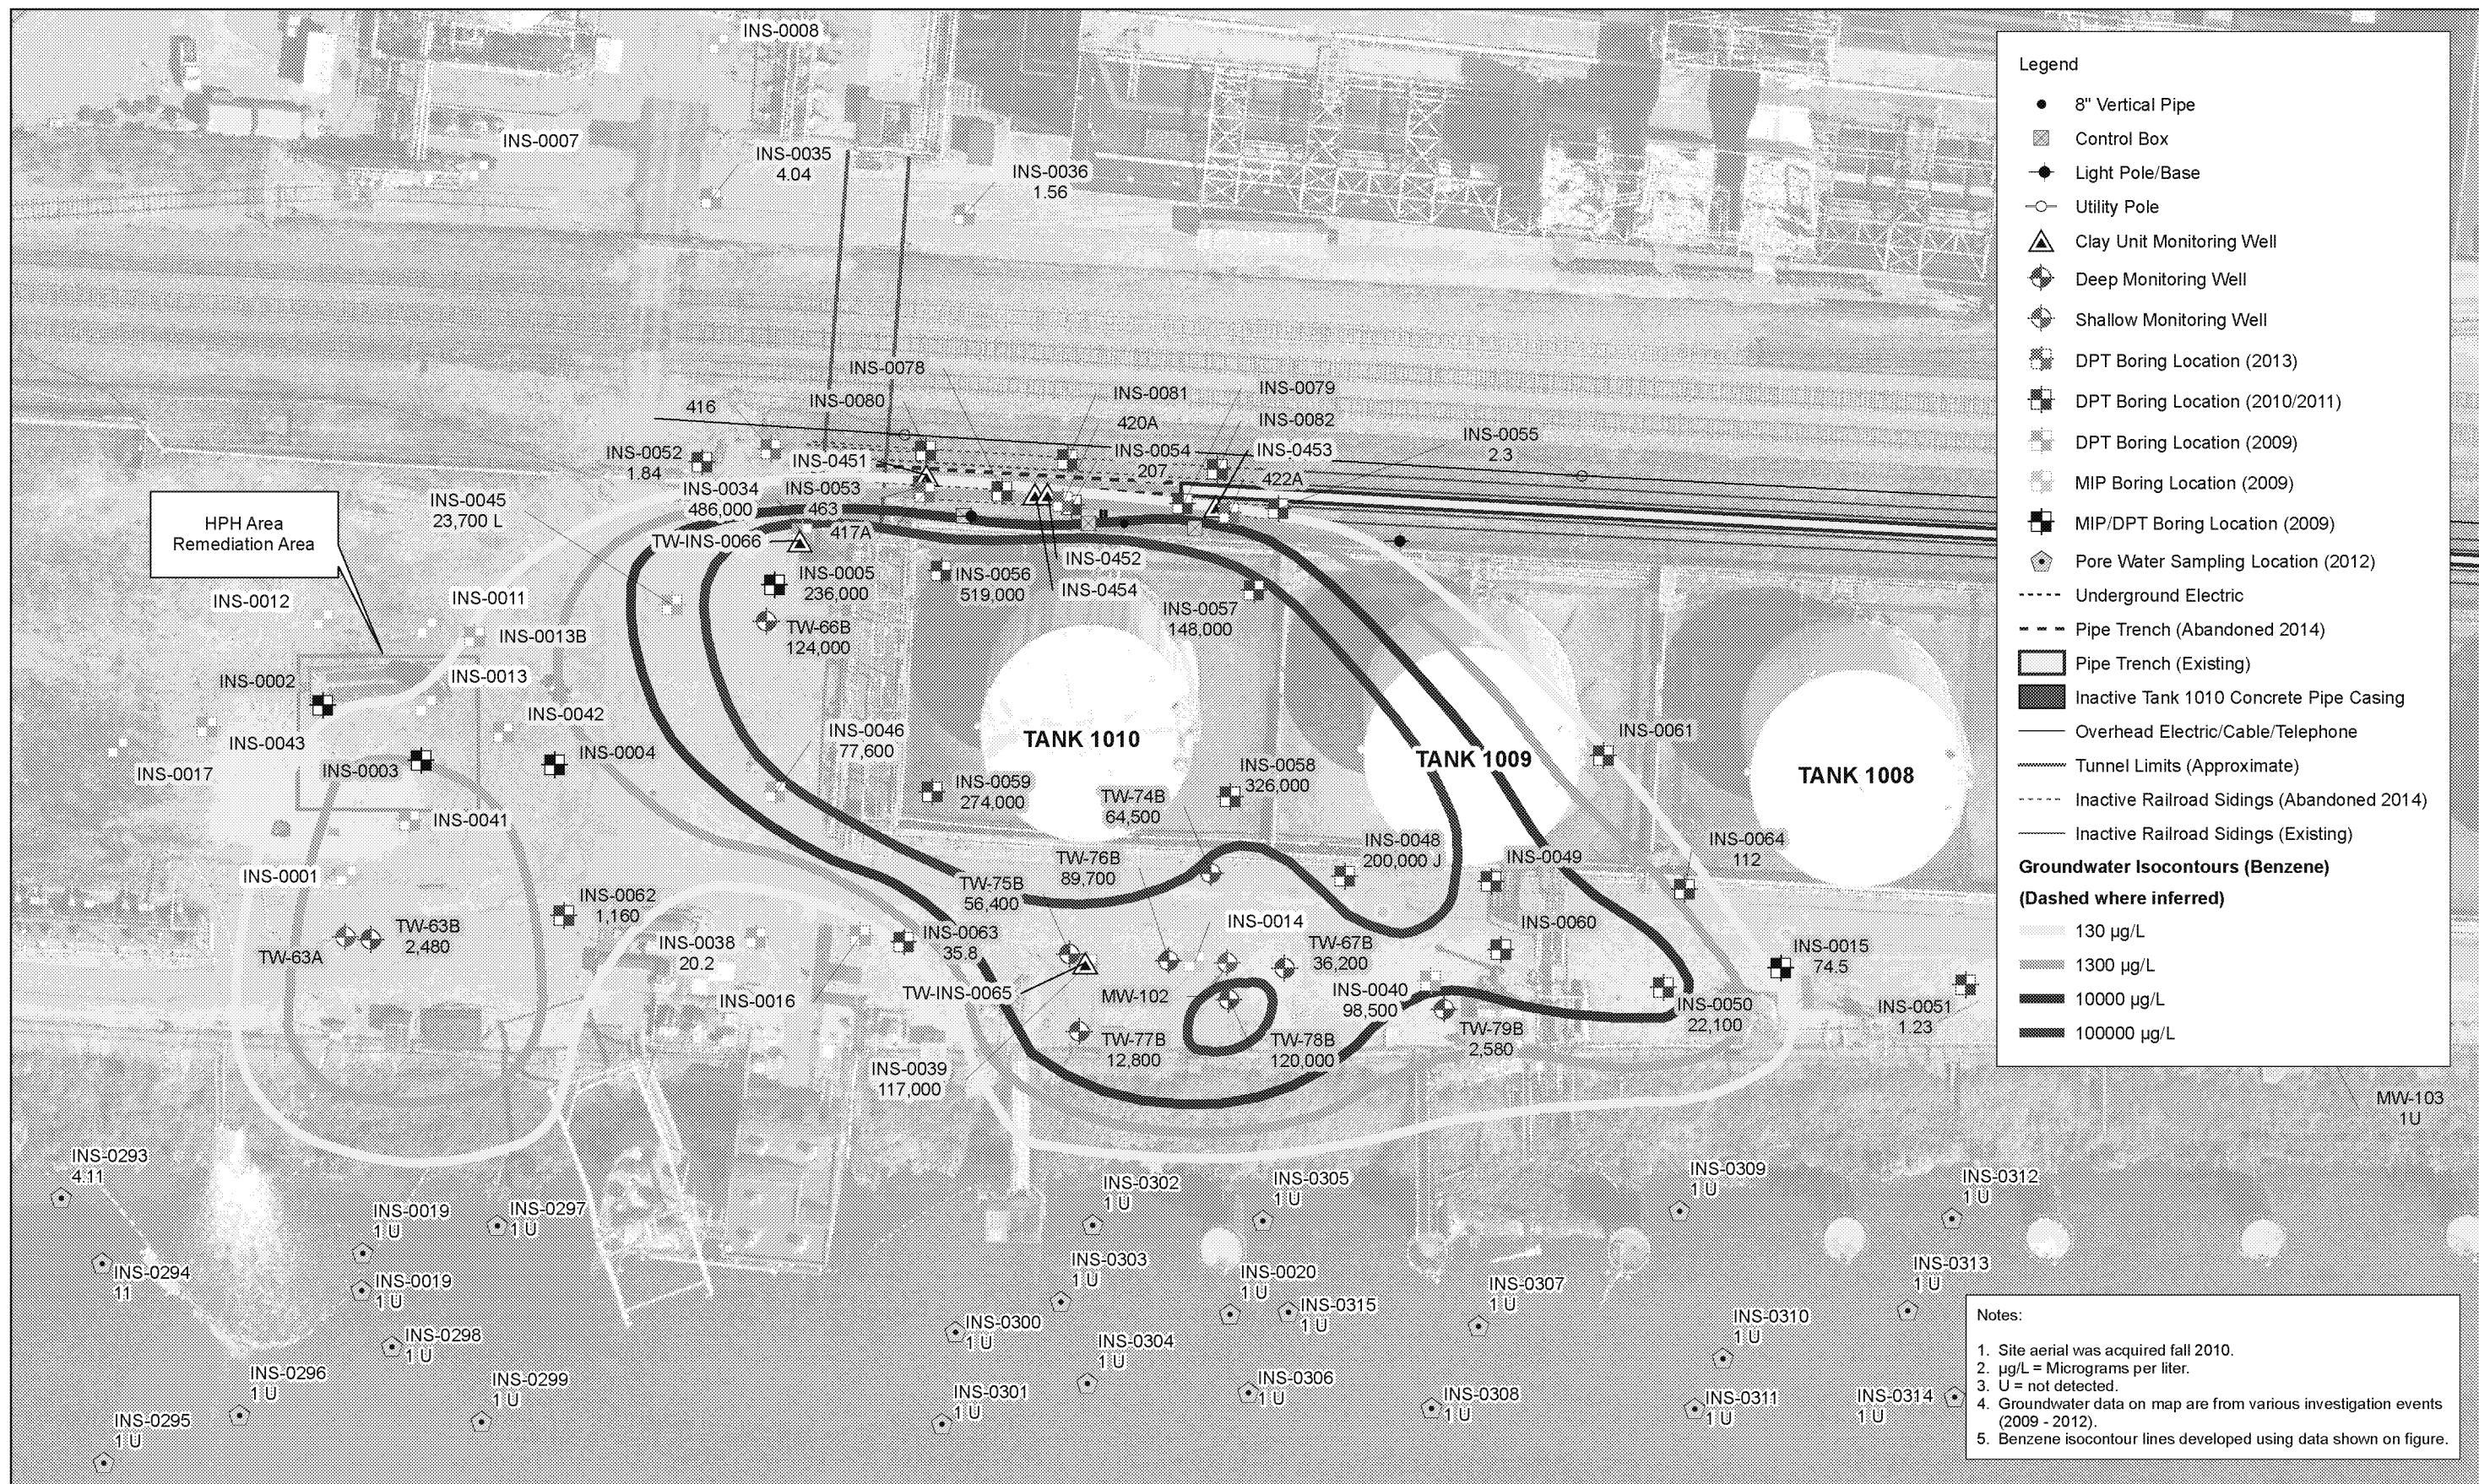 INS-0008
INS-0007
INS-0035
4.04
INS-0036
1.56
INS-0078
INS-0080
416
INS-0081
420A
INS-0079
INS-0082
INS-0054
207
INS-0453
422A
INS-0055
2.3
INS-0052
1.84
INS-0451
INS-0034
486,000
INS-0053
463
417A
INS-0045
23,700 L
TW-INS-0066
INS-0452
INS-0454
HPH Area
Remediation Area
INS-0005
236,000
INS-0056
519,000
INS-0057
148,000
TW-66B
124,000
INS-0012
INS-0011
INS-0013B
INS-0013
INS-0002
INS-0042
INS-0043
INS-0004
INS-0003
INS-0017
INS-0041
INS-0046
77,600
INS-0059
274,000
TANK 1010
INS-0058
326,000
TANK 1009
INS-0061
TANK 1008
TW-74B
64,500
INS-0048
200,000 J
INS-0049
INS-0064
112
TW-76B
89,700
TW-75B
56,400
INS-0001
INS-0062
1,160
TW-63B
2,480
TW-63A
INS-0038
20.2
INS-0063
35.8
INS-0014
TW-67B
36,200
INS-0060
INS-0015
74.5
INS-0016
TW-INS-0065
MW-102
INS-0040
98,500
INS-0050
22,100
INS-0051
1.23
TW-77B
12,800
TW-78B
120,000
TW-79B
2,580
INS-0039
117,000
MW-103
1U
INS-0293
4.11
INS-0294
11
INS-0019
1 U
INS-0297
1 U
INS-0019
1 U
INS-0298
1 U
INS-0296
1 U
INS-0299
1 U
INS-0295
1 U
INS-0302
1 U
INS-0305
1 U
INS-0303
1 U
INS-0020
1 U
INS-0315
1 U
INS-0300
1 U
INS-0304
1 U
INS-0301
1 U
INS-0306
1 U
INS-0307
1 U
INS-0308
1 U
INS-0309
1 U
INS-0310
1 U
INS-0311
1 U
INS-0312
1 U
INS-0313
1 U
INS-0314
1 U
Legend
8" Vertical Pipe
Control Box
Light Pole/Base
Utility Pole
Clay Unit Monitoring Well
Deep Monitoring Well
Shallow Monitoring Well
DPT Boring Location (2013)
DPT Boring Location (2010/2011)
DPT Boring Location (2009)
MIP Boring Location (2009)
MIP/DPT Boring Location (2009)
Pore Water Sampling Location (2012)
Underground Electric
Pipe Trench (Abandoned 2014)
Pipe Trench (Existing)
Inactive Tank 1010 Concrete Pipe Casing
Overhead Electric/Cable/Telephone
Tunnel Limits (Approximate)
Inactive Railroad Sidings (Abandoned 2014)
Inactive Railroad Sidings (Existing)
Groundwater Isocontours (Benzene)
(Dashed where inferred)
130 µg/L
1300 µg/L
10000 µg/L
100000 µg/L
Notes:
1. Site aerial was acquired fall 2010.
2. µg/L = Micrograms per liter.
3. U = not detected.
4. Groundwater data on map are from various investigation events
(2009 - 2012).
5. Benzene isocontour lines developed using data shown on figure.